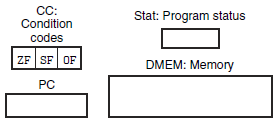 CC:
Condition
codes
ZF SF OF
PC
Stat: Program status
DMEM: Memory